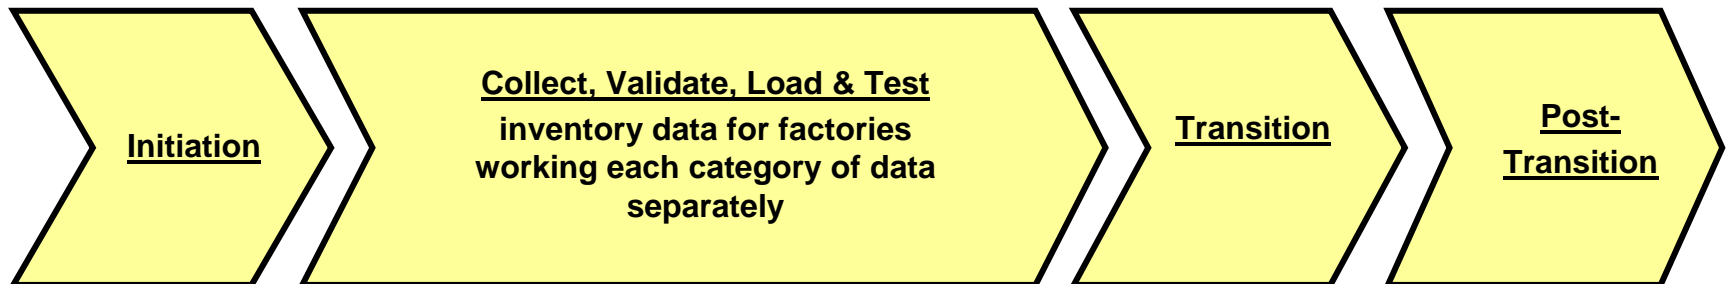 Initiation
Collect, Validate, Load & Test
inventory data for factories
working each category of data
separately
Transition
Post-
Transition